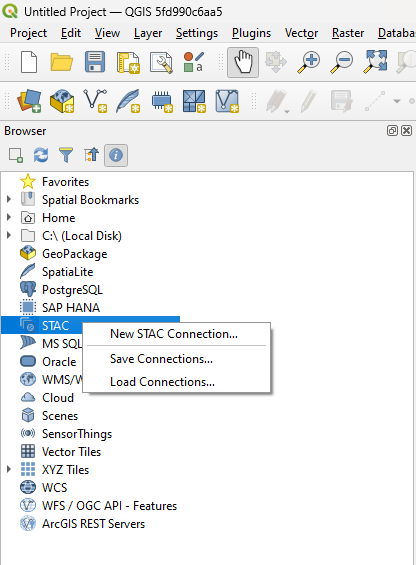 Untitled Project — QGIS 5fd990c6aa5
Project Edit View Layer Settings Plugins Vector Raster Databa
Browser
Favorites
Spatial Bookmarks
Home
C:\ (Local Disk)
GeoPackage
SpatiaLite
PostgreSQL
SAP HANA
STAC
New STAC Connection...
MS SQL
Save Connections...
Oracle
Load Connections...
WMS/W
Cloud
Scenes
SensorThings
Vector Tiles
XYZ Tiles
WCS
WFS / OGC API - Features
ArcGIS REST Servers